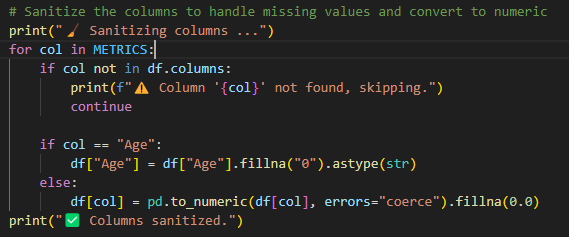 # Sanitize the columns to handle missing values and convert to numeric
print("🧹 Sanitizing columns ...")
for col in METRICS:
    if col not in df.columns:
        print(f"⚠️ Column '{col}' not found, skipping.")
        continue

    if col == "Age":
        df["Age"] = df["Age"].fillna("0").astype(str)
    else:
        df[col] = pd.to_numeric(df[col], errors="coerce").fillna(0.0)
print("✅ Columns sanitized.")